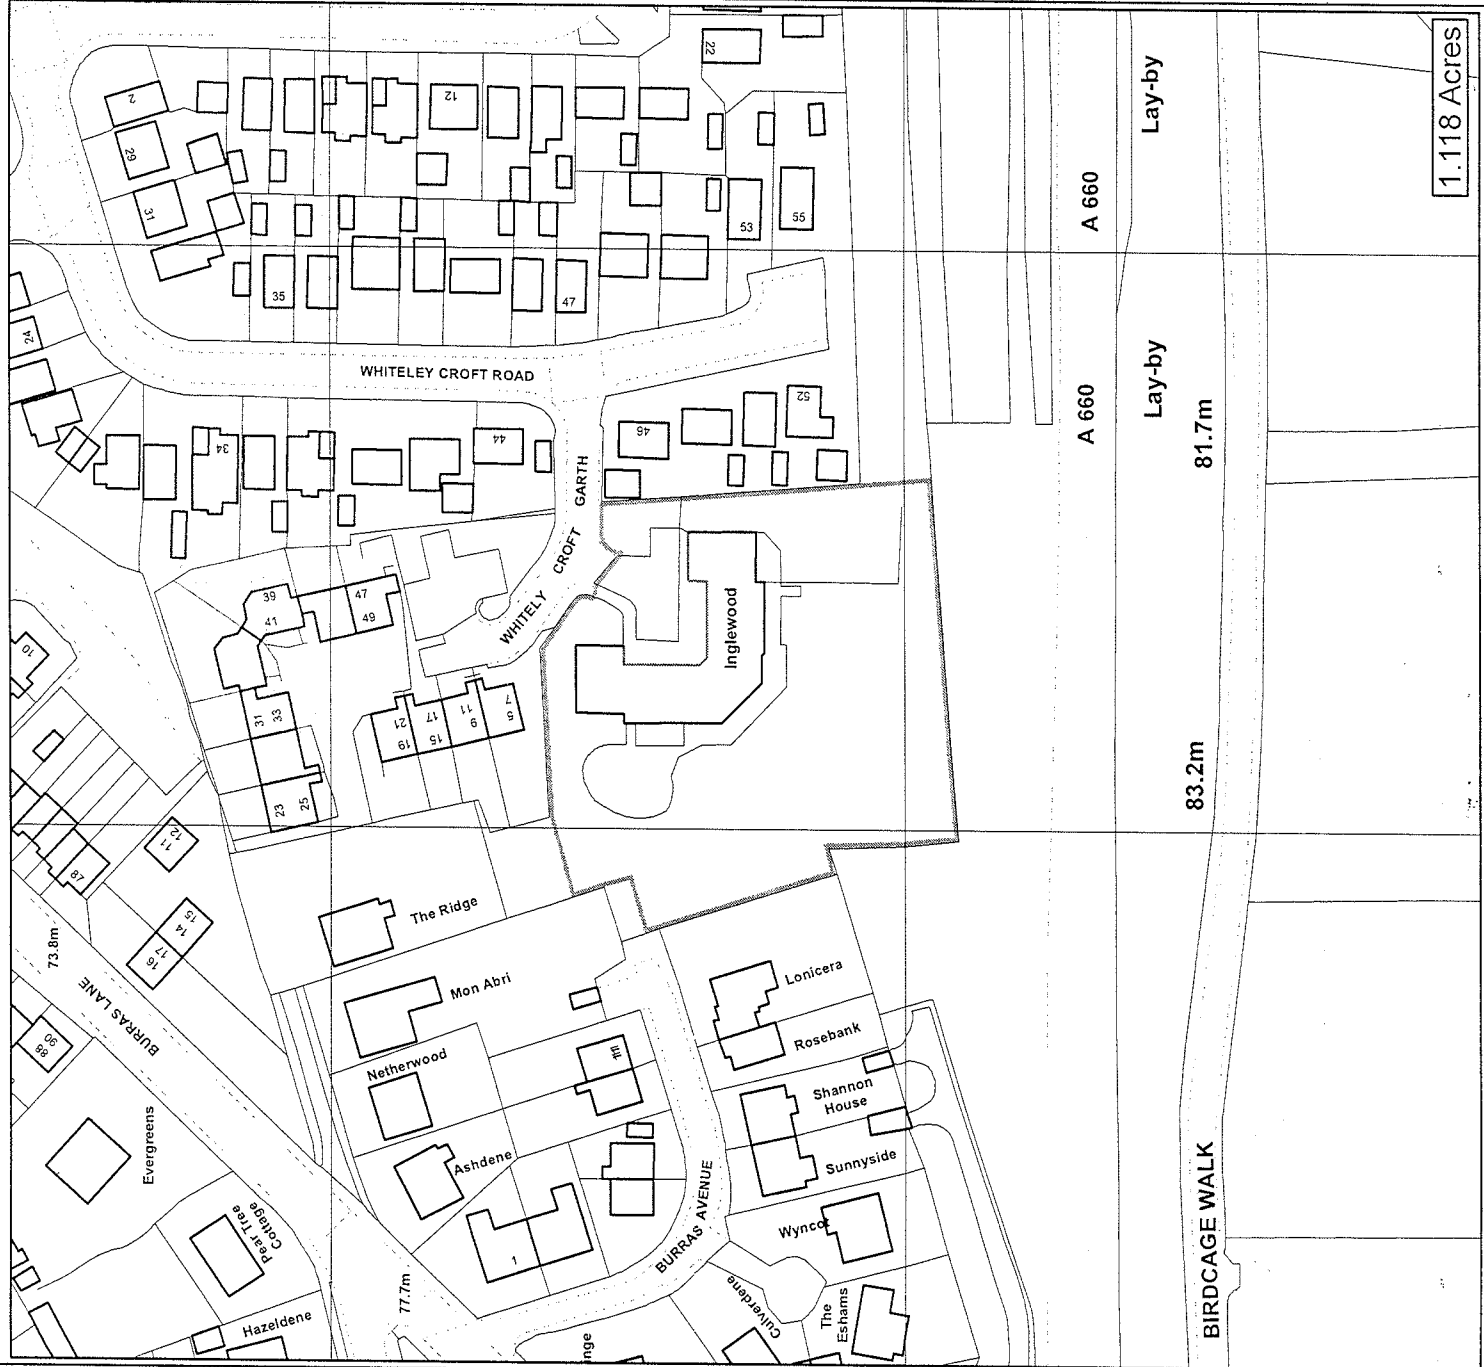 1.118 Acres
22
Lay-by
2
12
29
A 660
31
55
53
35
47
24
Lay-by
WHITELEY CROFT ROAD
A 660
52
81.7m
46
44
34
GARTH
CROFT
WHITELY
39
47
41
49
Inglewood
10
31
33
21
17
11
7
19
15
9
5
83.2m
23
25
12
11
87
The Ridge
15
14
17
16
73.8m
Mon Abri
Lonicera
BURRAS LANE
88
90
Netherwood
Rosebank
Shannon
House
Evergreens
Ashdene
Sunnyside
Pear Tree
Cottage
BURRAS AVENUE
Wyncot
BIRDCAGE WALK
1
77.7m
Culverdene
The
Eshams
Hazeldene
nge